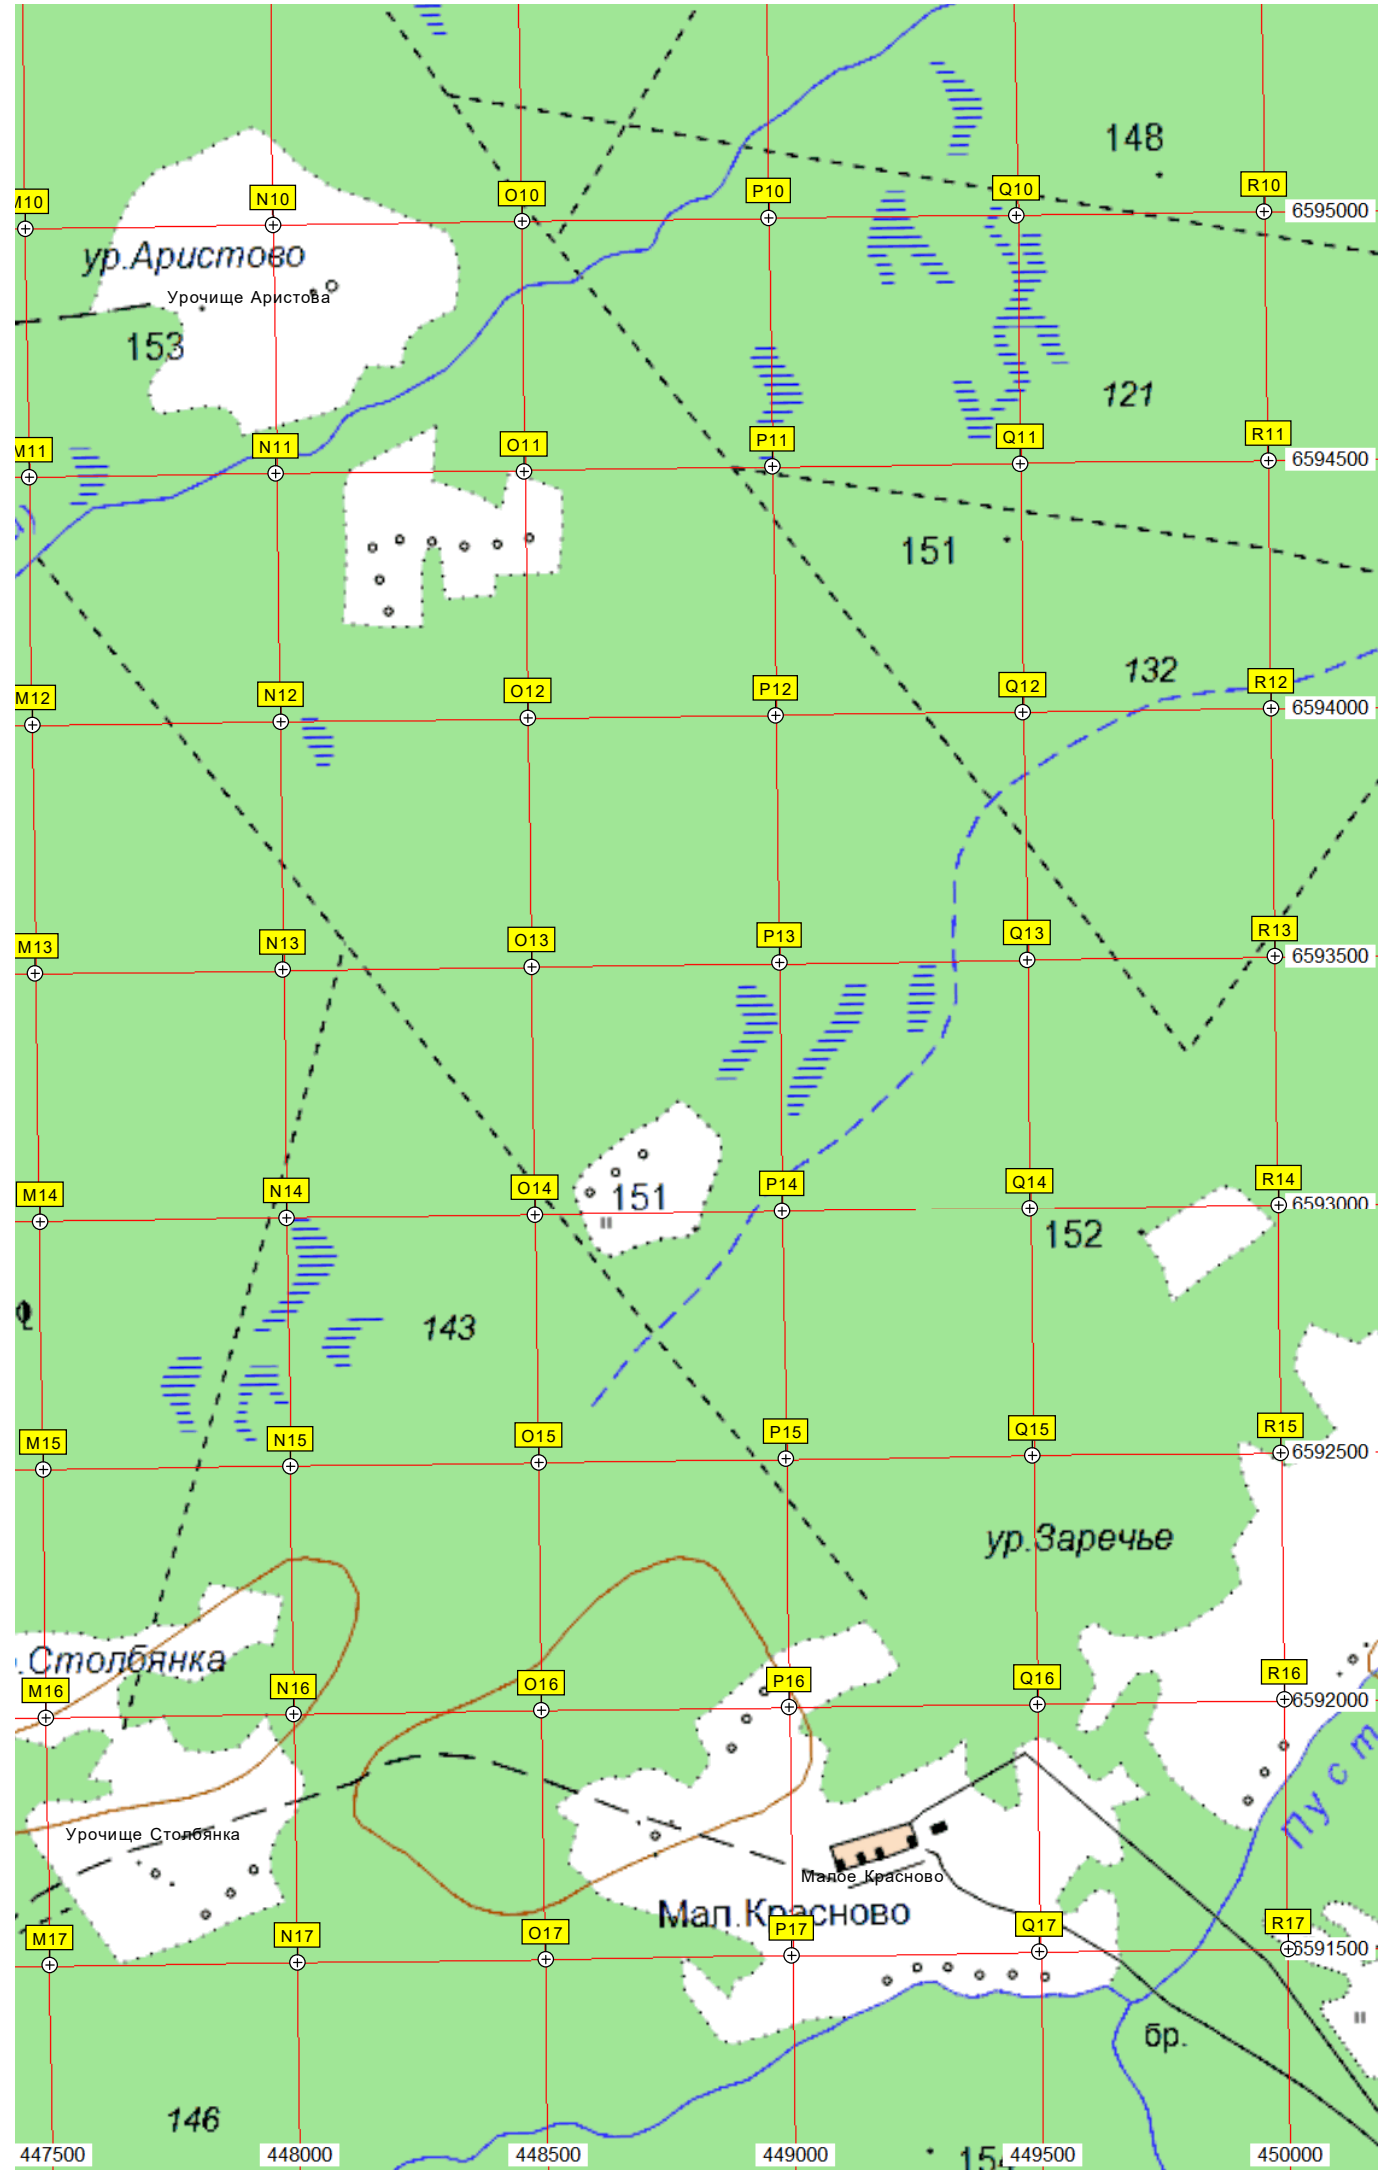 148
M10 N10 O10 P10 Q10 R10
6595000
ур.Аристово
Урочище Аристова
153
121
M11 N11 O11 P11 Q11 R11
6594500
151
132
M12 N12 O12 P12 Q12 R12
6594000
M13 N13 O13 P13 Q13 R13
6593500
M14 N14 O14 P14 Q14 R14
151
6593000
152
143
M15 N15 O15 P15 Q15 R15
6592500
ур.Заречье
.Столбянка
M16 N16 O16 P16 Q16 R16
6592000
Пуст
Урочище Столбянка
Малое Красново
Мал.Красново
M17 N17 O17 P17 Q17 R17
6591500
бр.
146
154
447500 448000 448500 449000 449500 450000